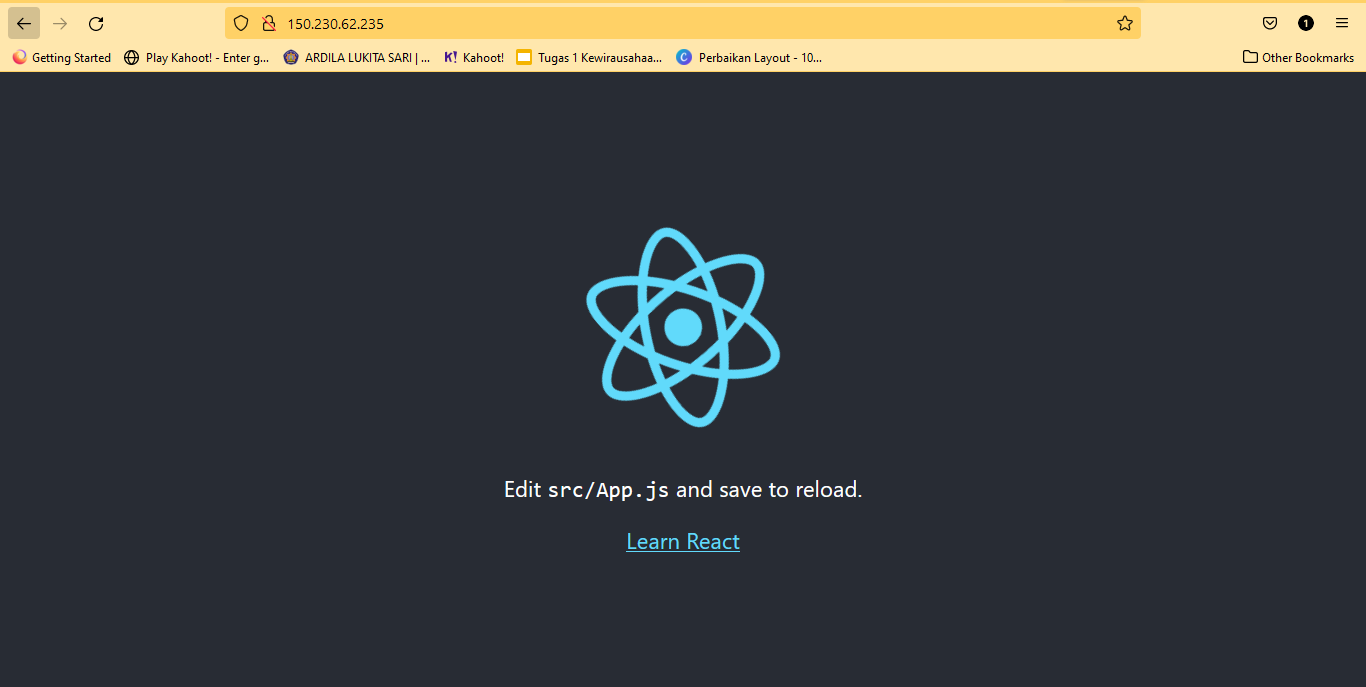 150.230.62.235
1
Getting Started
Play Kahoot! - Enter g...
ARDILA LUKITA SARI | ...
K! Kahoot!
Tugas 1 Kewirausahaa...
C Perbaikan Layout - 10...
Other Bookmarks
Edit src/App.js and save to reload.
Learn React